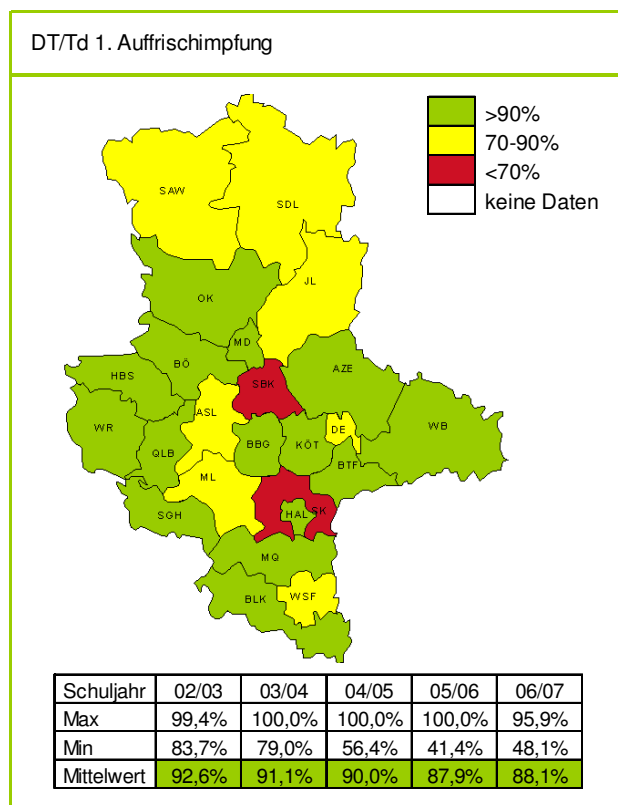 DT/Td 1. Auffrischimpfung
>90%
70-90%
<70%
keine Daten
SAW
SDL
JL
OK
MD
BÖ
AZE
HBS
SBK
ASL
WR
DE
WB
BBG
KÖT
QLB
BTF
ML
SGH
HAL
SK
MQ
BLK
WSF
Schuljahr 02/03 03/04 04/05 05/06 06/07
Max 99,4% 100,0% 100,0% 100,0% 95,9%
Min 83,7% 79,0% 56,4% 41,4% 48,1%
Mittelwert 92,6% 91,1% 90,0% 87,9% 88,1%